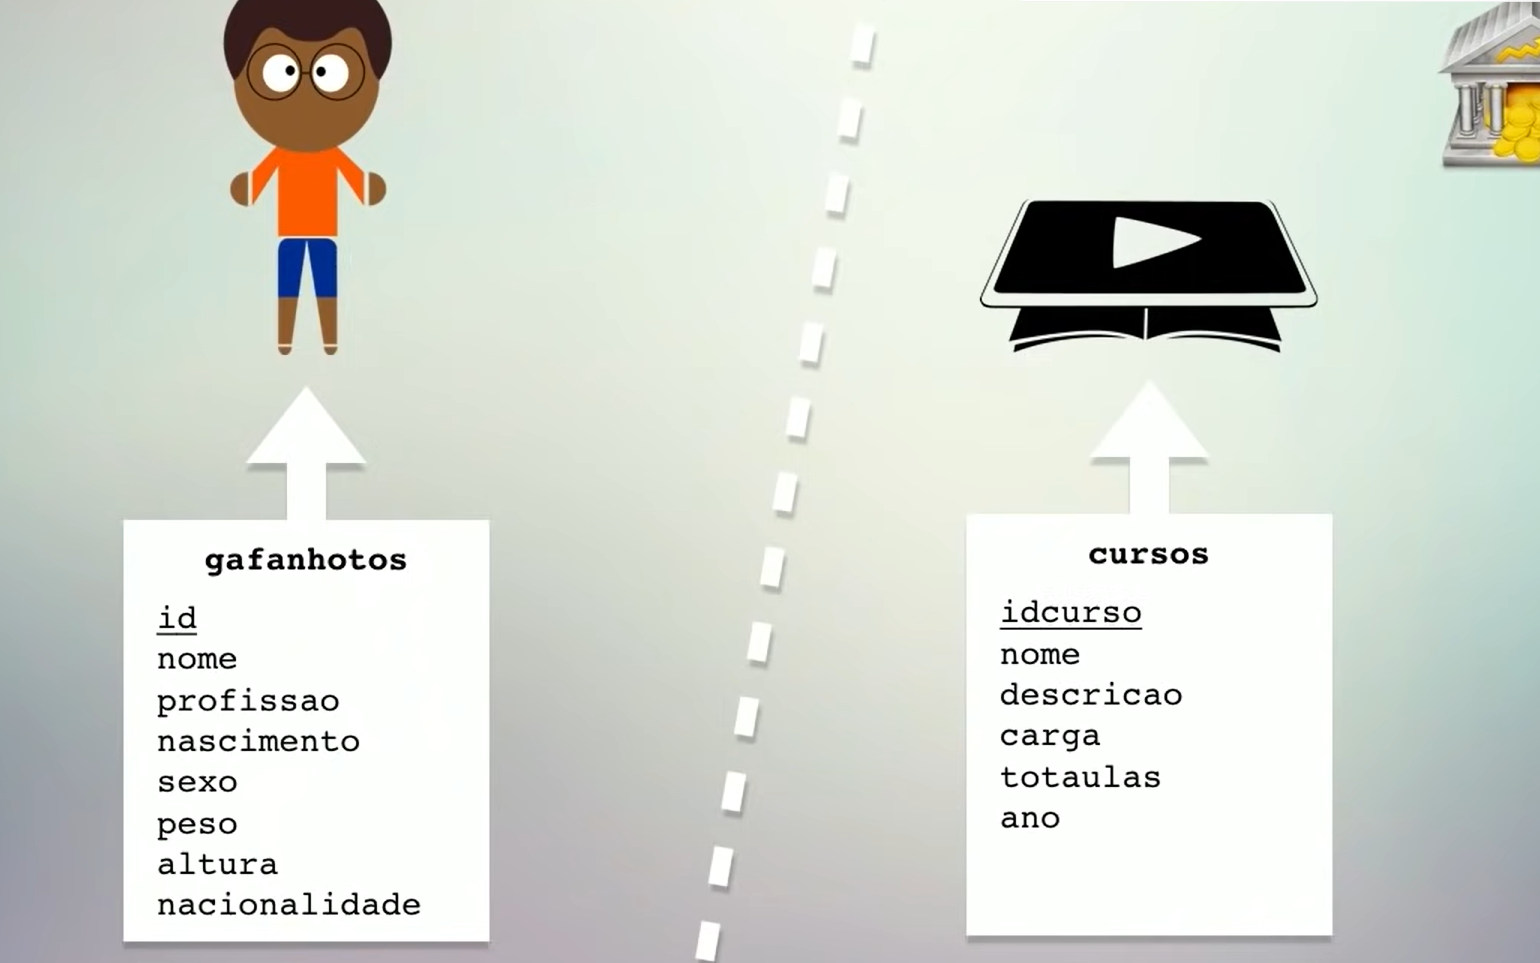 gafanhotos
id
nome
profissao
nascimento
sexo
peso
altura
nacionalidade
cursos
idcurso
nome
descricao
carga
totaulas
ano